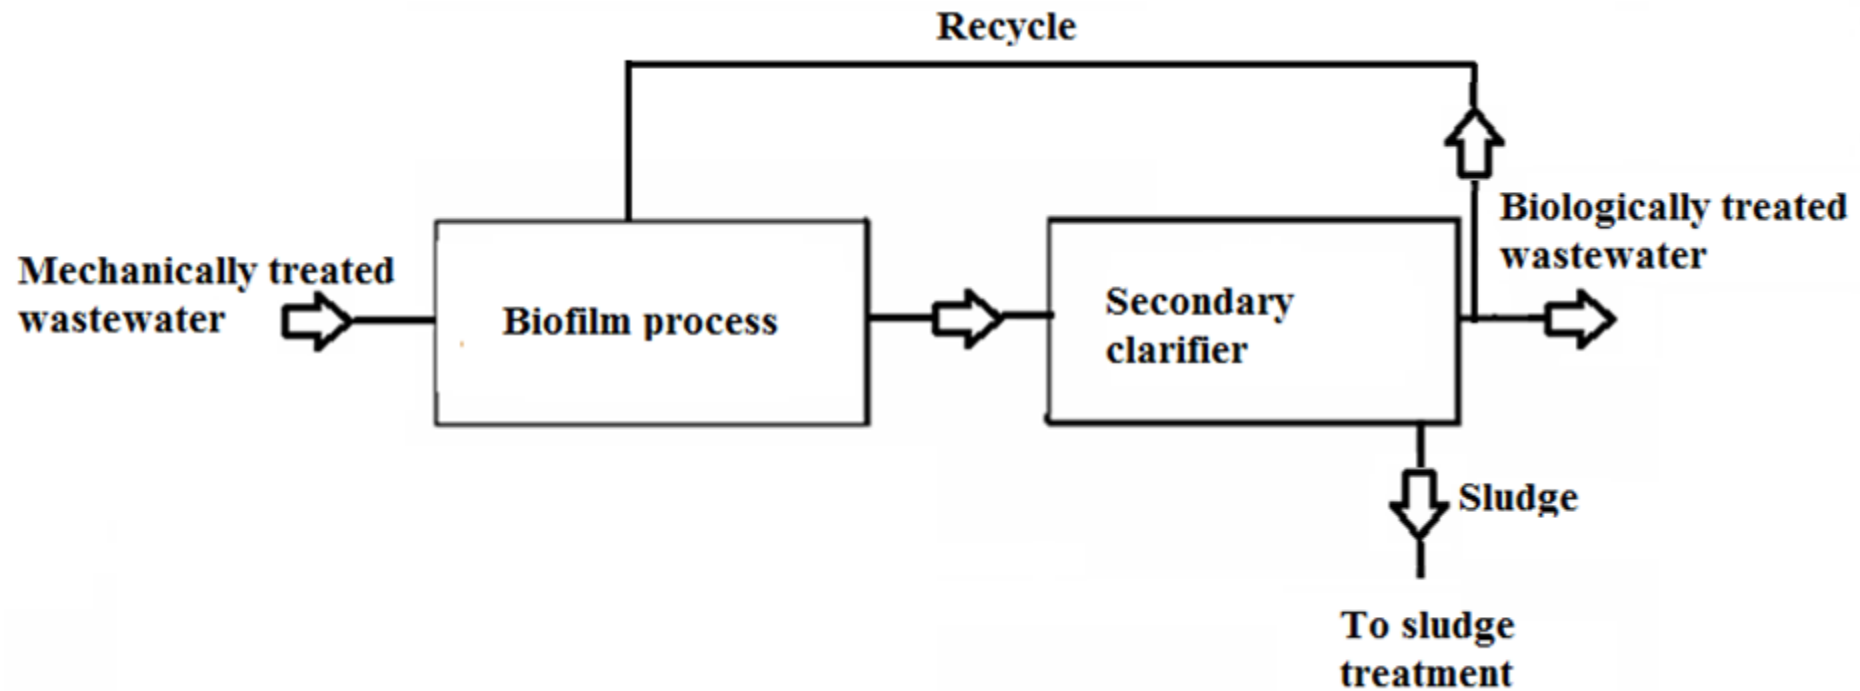 Recycle
Mechanically treated
wastewater
Biofilm process
Secondary
clarifier
Biologically treated
wastewater
Sludge
To sludge
treatment